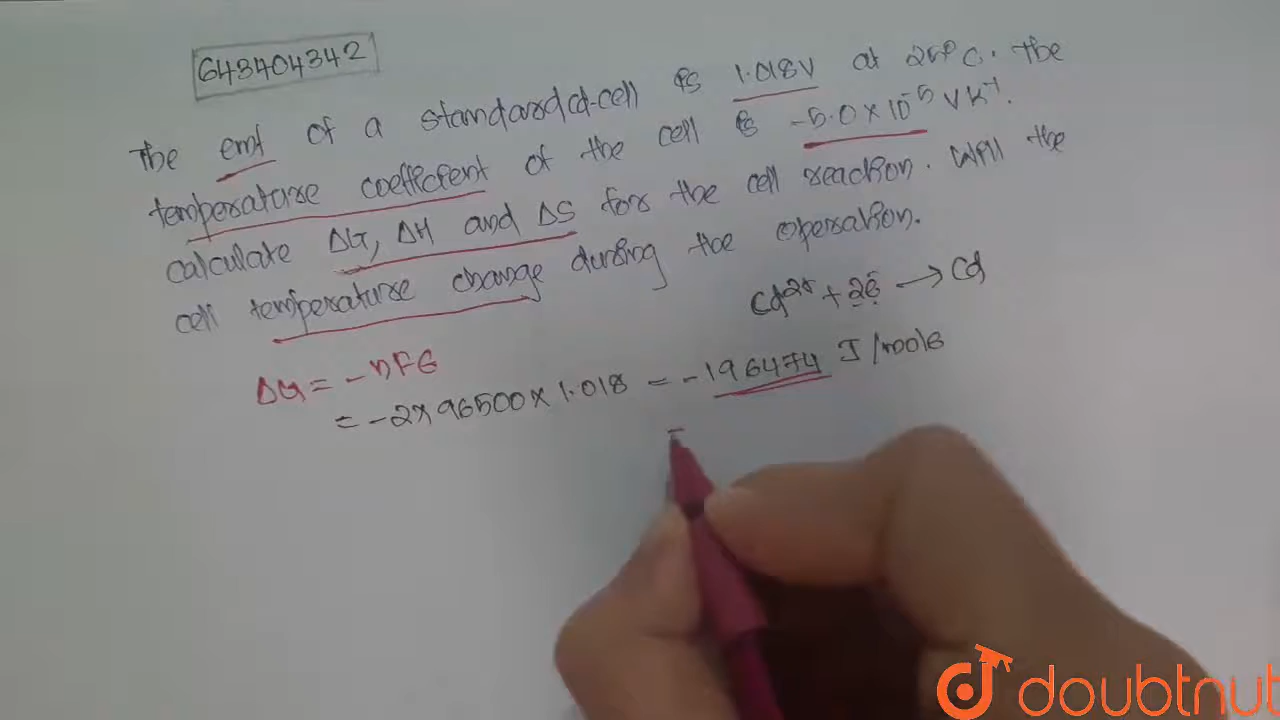 643404342
The emf of a standard cd-cell is 1.018V at 25°C. The
temperature coefficient of the cell is -5.0×10⁻⁵ VK⁻¹.
calculate ΔG, ΔH and ΔS for the cell reaction. Will the
cell temperature change during the operation.
Cd²⁺ + 2ē → Cd
ΔG = -nFE
= -2×96500×1.018 = -196474 J/mole
=
doubtnut